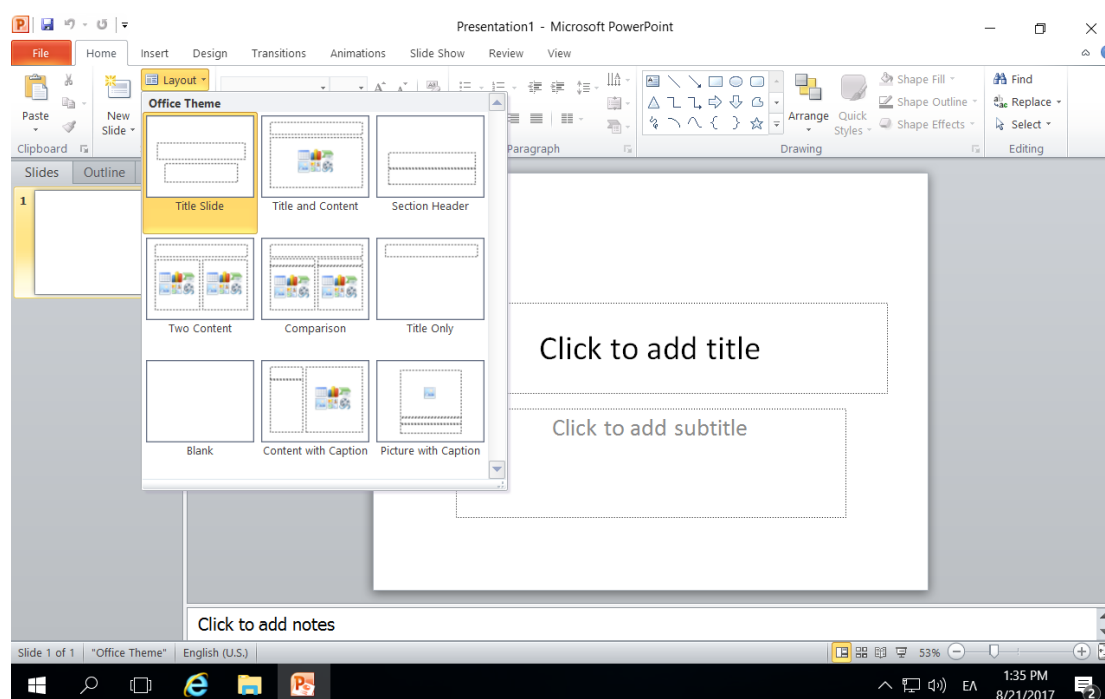 Presentation1 - Microsoft PowerPoint
File Home Insert Design Transitions Animations Slide Show Review View
Paste
New
Slide
Layout
Arrange
Quick
Styles
Shape Fill
Shape Outline
Shape Effects
Find
Replace
Select
Clipboard Paragraph Drawing Editing
Slides Outline
Office Theme
Title Slide Title and Content Section Header
Two Content Comparison Title Only
Blank Content with Caption Picture with Caption
1
Click to add title
Click to add subtitle
Click to add notes
Slide 1 of 1 "Office Theme" English (U.S.) 53%
ΕΛ
1:35 PM
8/21/2017
2